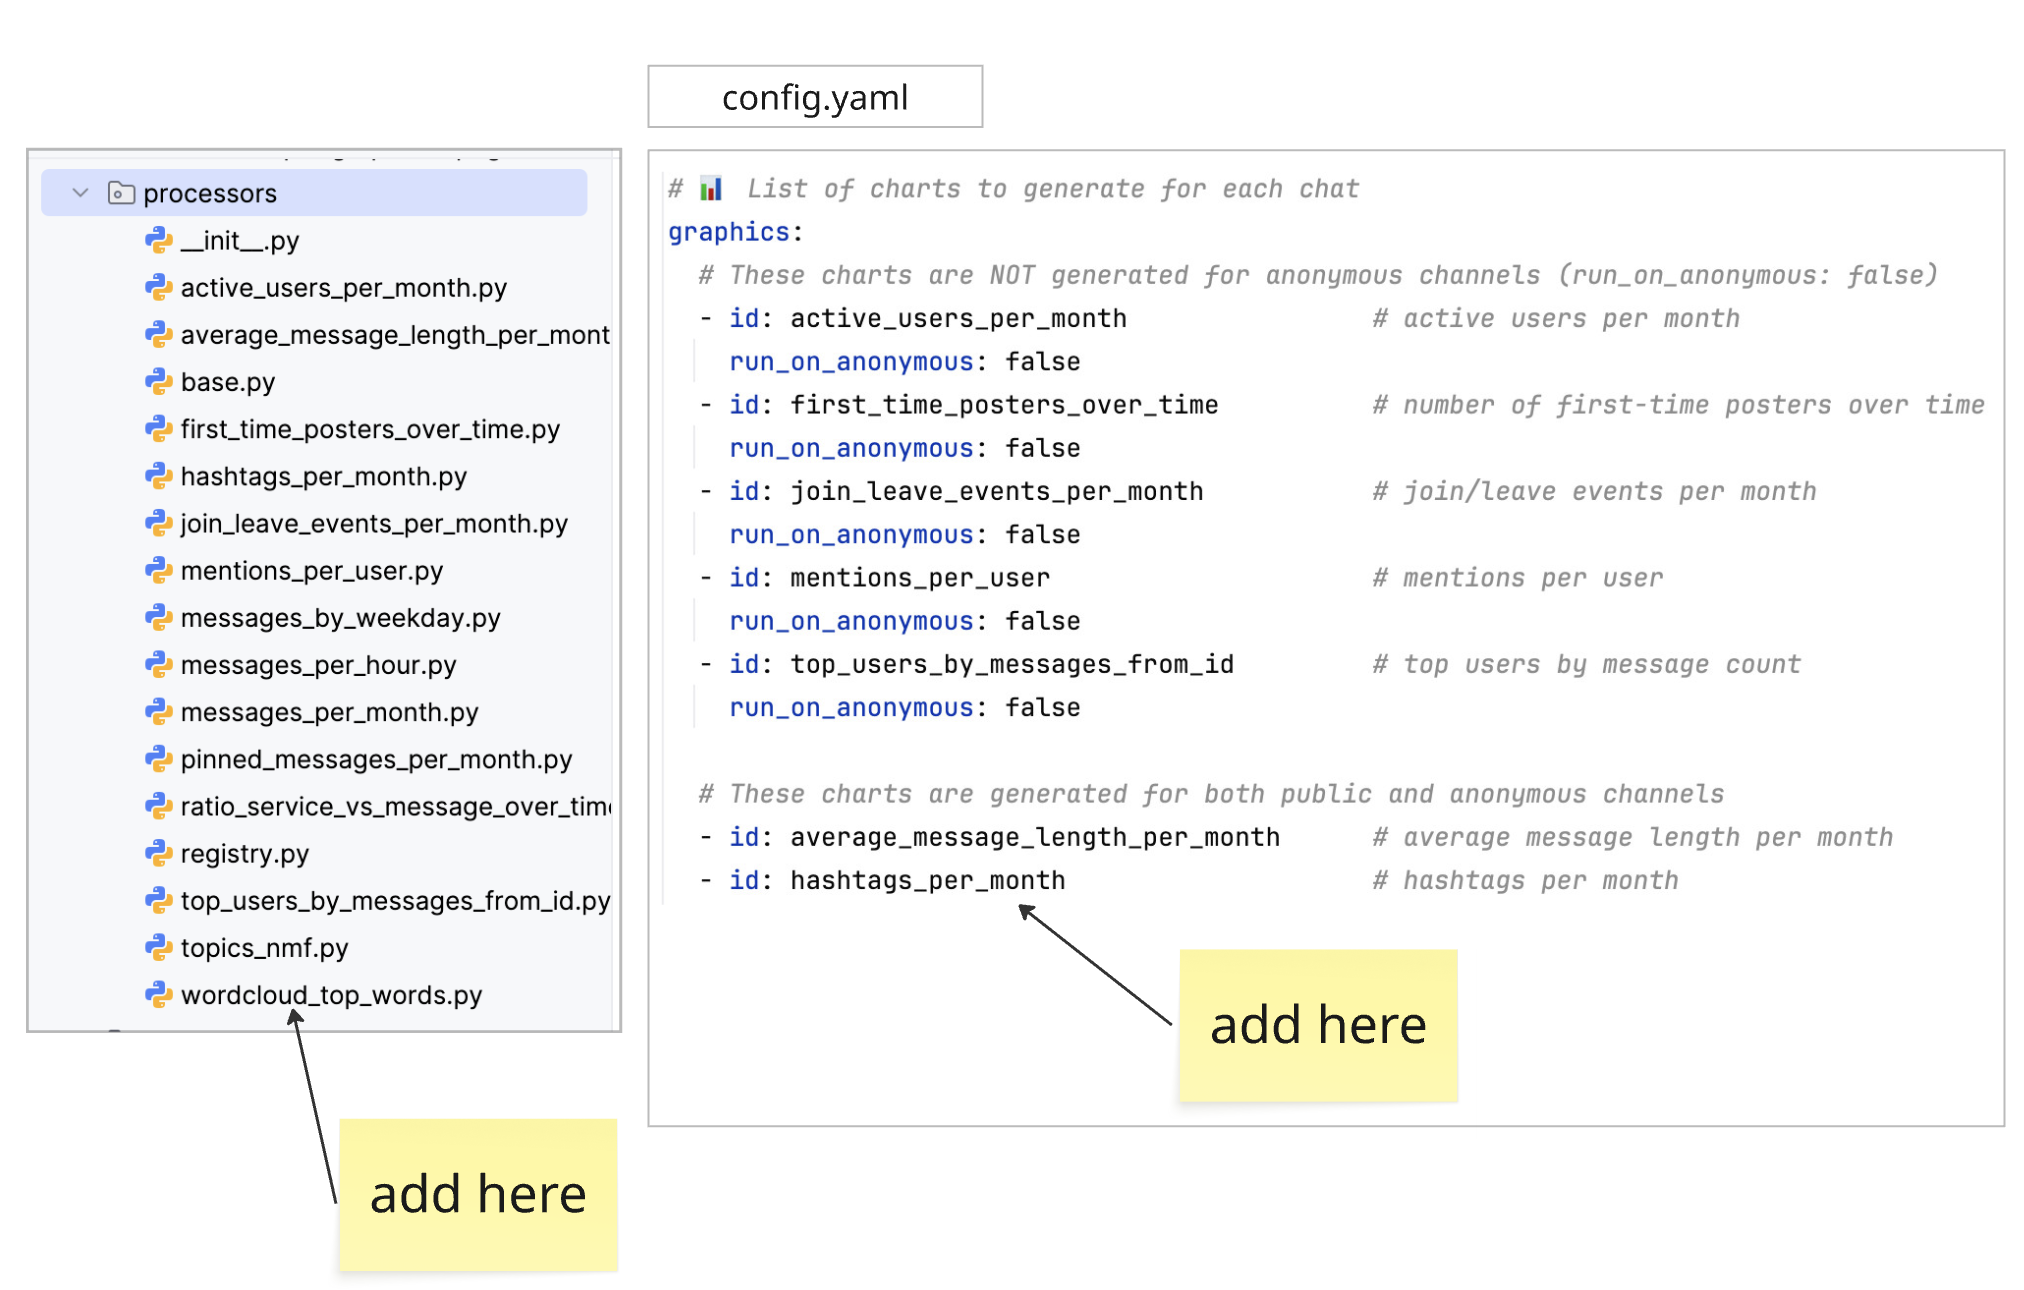 config.yaml
processors
__init__.py
active_users_per_month.py
average_message_length_per_mont
base.py
first_time_posters_over_time.py
hashtags_per_month.py
join_leave_events_per_month.py
mentions_per_user.py
messages_by_weekday.py
messages_per_hour.py
messages_per_month.py
pinned_messages_per_month.py
ratio_service_vs_message_over_time
registry.py
top_users_by_messages_from_id.py
topics_nmf.py
wordcloud_top_words.py
add here
# 📊 List of charts to generate for each chat
graphics:
# These charts are NOT generated for anonymous channels (run_on_anonymous: false)
- id: active_users_per_month # active users per month
run_on_anonymous: false
- id: first_time_posters_over_time # number of first-time posters over time
run_on_anonymous: false
- id: join_leave_events_per_month # join/leave events per month
run_on_anonymous: false
- id: mentions_per_user # mentions per user
run_on_anonymous: false
- id: top_users_by_messages_from_id # top users by message count
run_on_anonymous: false
# These charts are generated for both public and anonymous channels
- id: average_message_length_per_month # average message length per month
- id: hashtags_per_month # hashtags per month
add here